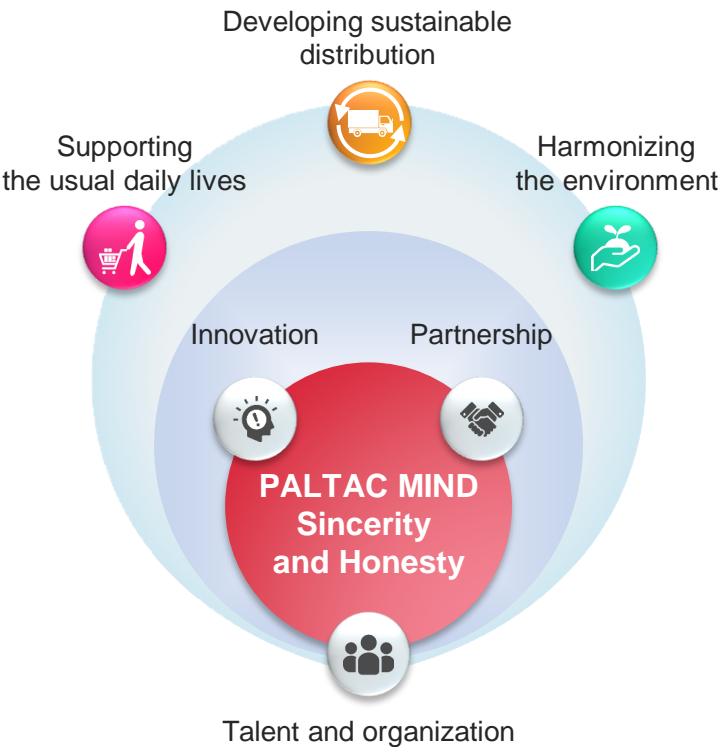 Developing sustainable
distribution
Supporting
the usual daily lives
Harmonizing
the environment
Innovation
Partnership
PALTAC MIND
Sincerity
and Honesty
Talent and organization